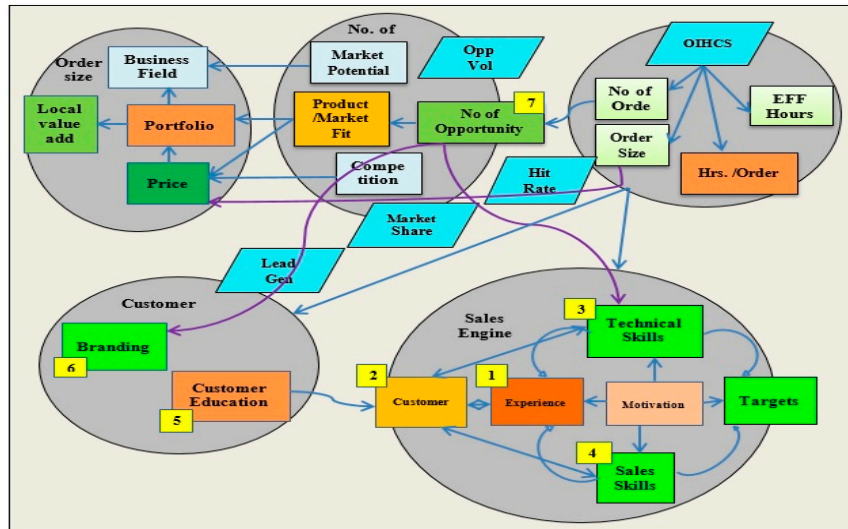 Order
size
Business
Field
Local
value
add
Portfolio
Price
No. of
Market
Potential
Product
/Market
Fit
Compe
tition
Opp
Vol
7
No of
Opportunity
OIHCS
No of
Orde
Order
Size
EFF
Hours
Hrs. /Order
Hit
Rate
Market
Share
Lead
Gen
Customer
Branding
6
Customer
Education
5
Sales
Engine
3
Technical
Skills
2
Customer
1
Experience
Motivation
Targets
4
Sales
Skills